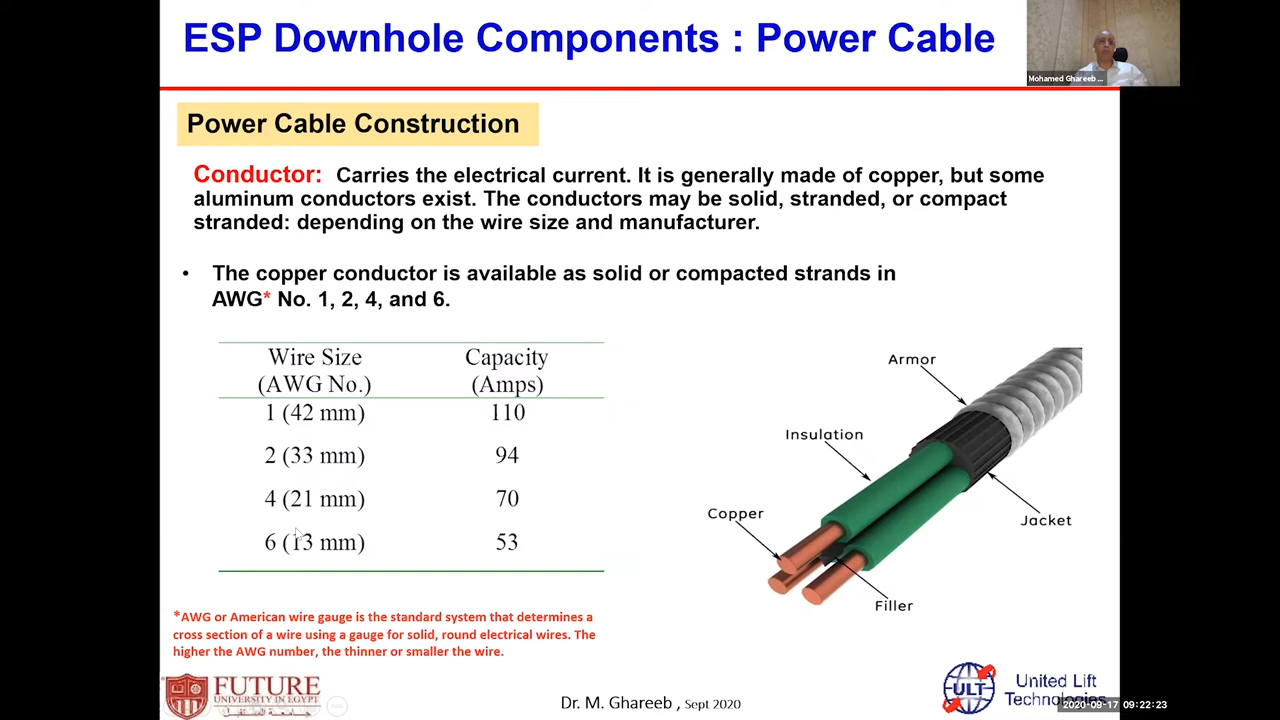 ESP Downhole Components : Power Cable
Mohamed Ghareeb ...
Power Cable Construction
Conductor: Carries the electrical current. It is generally made of copper, but some
aluminum conductors exist. The conductors may be solid, stranded, or compact
stranded: depending on the wire size and manufacturer.
• The copper conductor is available as solid or compacted strands in
AWG* No. 1, 2, 4, and 6.
Wire Size Capacity
(AWG No.) (Amps)
1 (42 mm) 110
2 (33 mm) 94
4 (21 mm) 70
6 (13 mm) 53
Armor
Insulation
Copper
Jacket
Filler
*AWG or American wire gauge is the standard system that determines a
cross section of a wire using a gauge for solid, round electrical wires. The
higher the AWG number, the thinner or smaller the wire.
FUTURE
UNIVERSITY IN EGYPT
جامعة المستقبل
Dr. M. Ghareeb , Sept 2020
ULT
United Lift
Technologies
2020-09-17 09:22:23